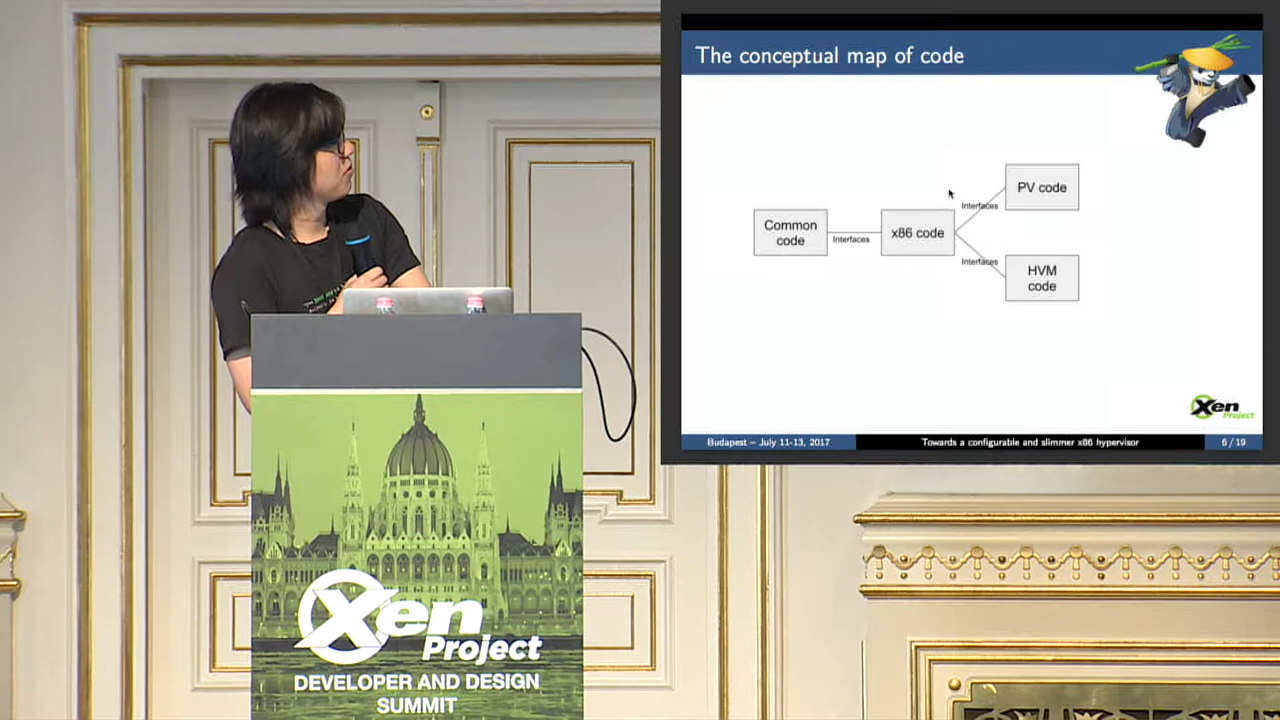 The conceptual map of code
PV code
Interfaces
Common
code
Interfaces
x86 code
Interfaces
HVM
code
Xen
Project
Budapest – July 11-13, 2017
Towards a configurable and slimmer x86 hypervisor
6 / 19
Xen
Project
DEVELOPER AND DESIGN
SUMMIT